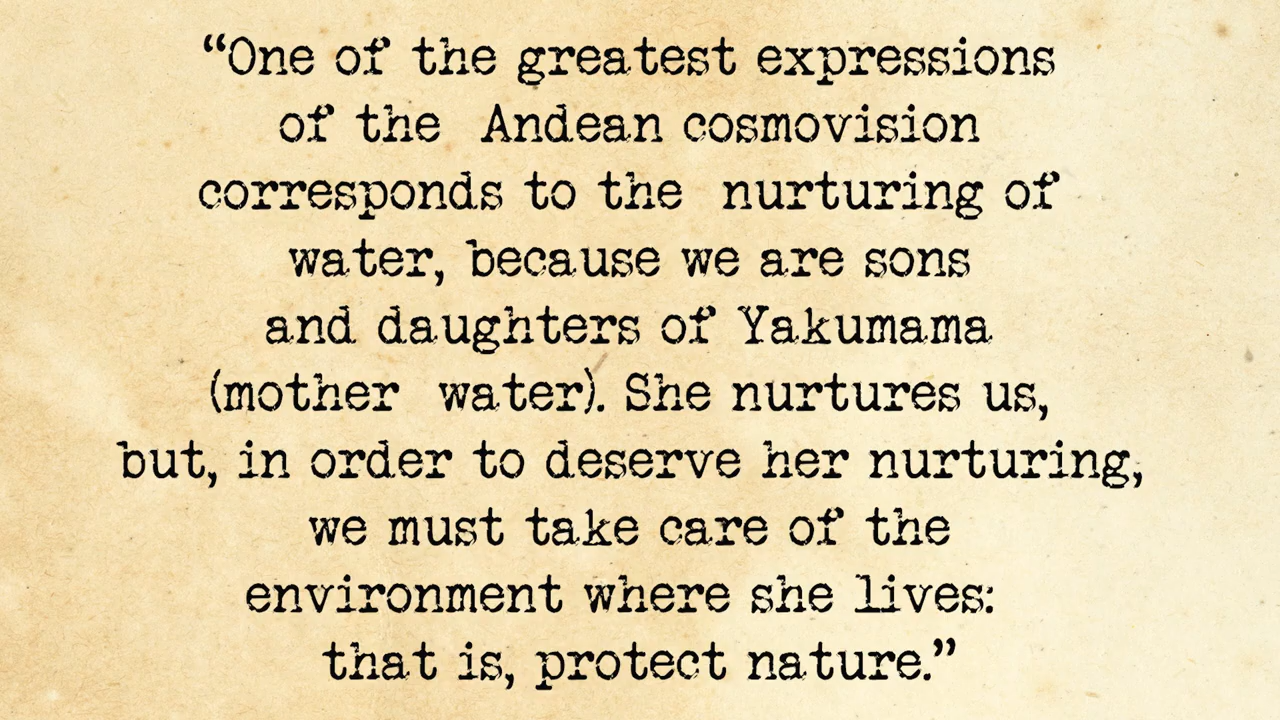 “One of the greatest expressions
of the Andean cosmovision
corresponds to the nurturing of
water, because we are sons
and daughters of Yakumama
(mother water). She nurtures us,
but, in order to deserve her nurturing,
we must take care of the
environment where she lives:
that is, protect nature.”